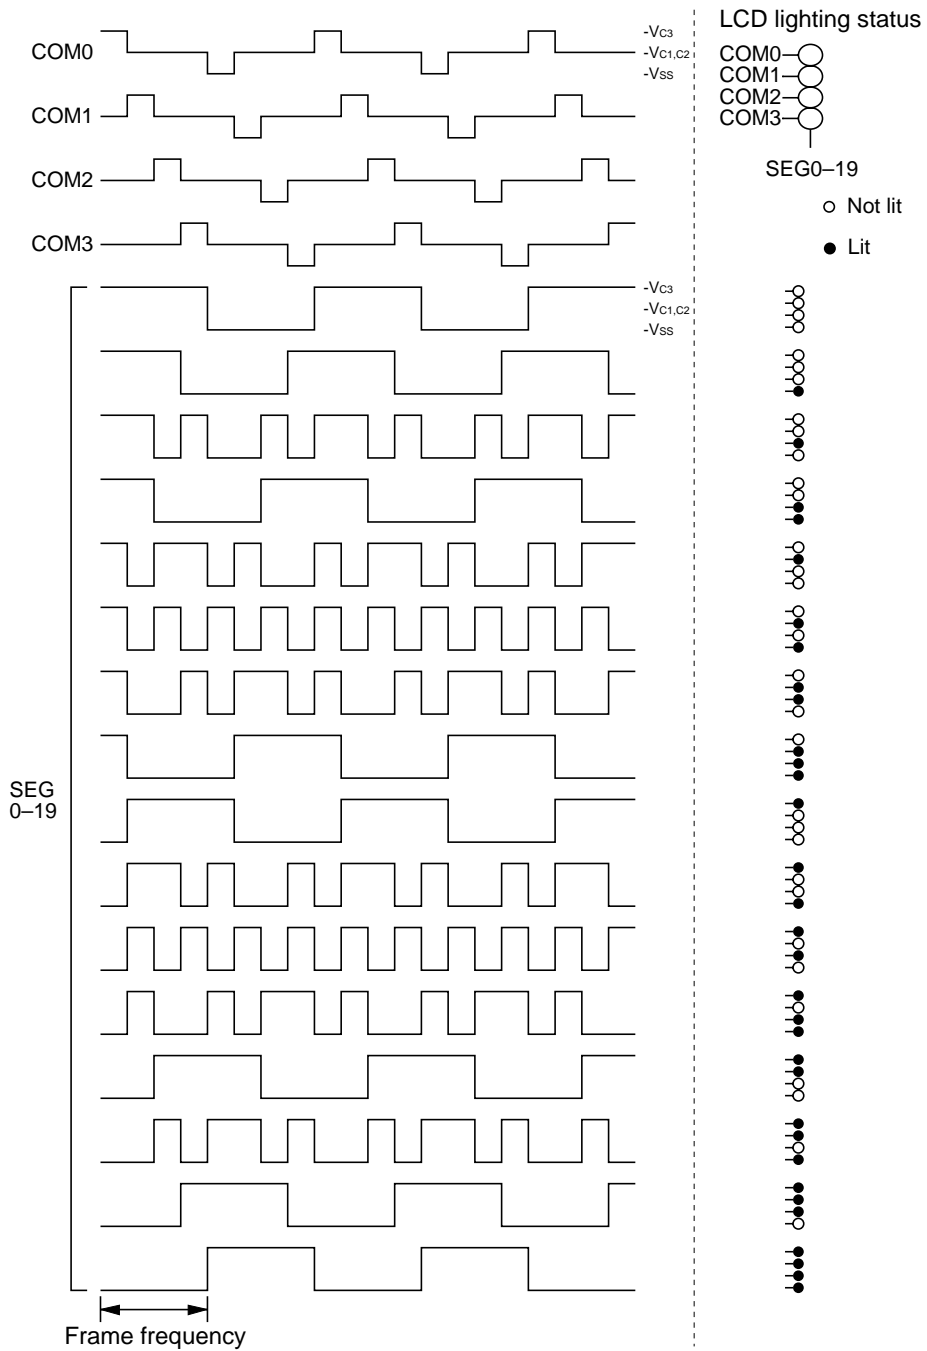 COM0
-VC3
-VC1,C2
-VSS
COM1
COM2
COM3
-VC3
-VC1,C2
-VSS
SEG
0–19
Frame frequency
LCD lighting status
COM0
COM1
COM2
COM3
SEG0–19
Not lit
Lit